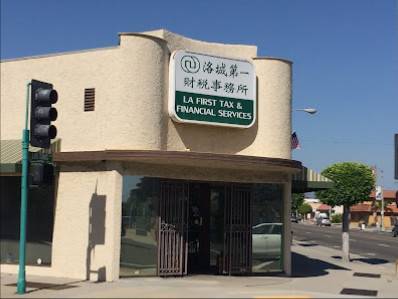 洛城第一
財稅事務所
LA FIRST TAX &
FINANCIAL SERVICES